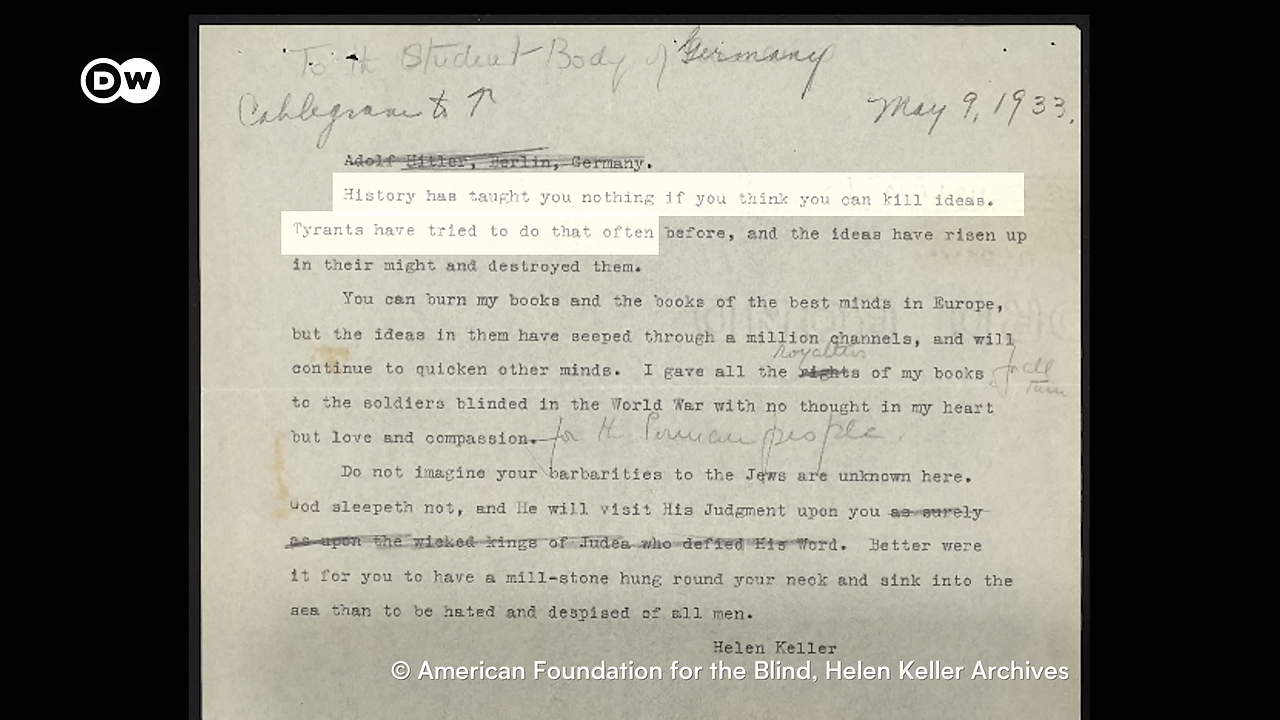 DW
To the Student Body of Germany
Cablegram to
May 9, 1933.
Adolf Hitler, Berlin, Germany.
History has taught you nothing if you think you can kill ideas.
Tyrants have tried to do that often before, and the ideas have risen up
in their might and destroyed them.
You can burn my books and the books of the best minds in Europe,
but the ideas in them have seeped through a million channels, and will
royalties
continue to quicken other minds. I gave all the rights of my books for all time
to the soldiers blinded in the World War with no thought in my heart
but love and compassion. for the German people.
Do not imagine your barbarities to the Jews are unknown here.
God sleepeth not, and He will visit His Judgment upon you as surely
as upon the wicked kings of Judea who defied His Word. Better were
it for you to have a mill-stone hung round your neck and sink into the
sea than to be hated and despised of all men.
Helen Keller
© American Foundation for the Blind, Helen Keller Archives